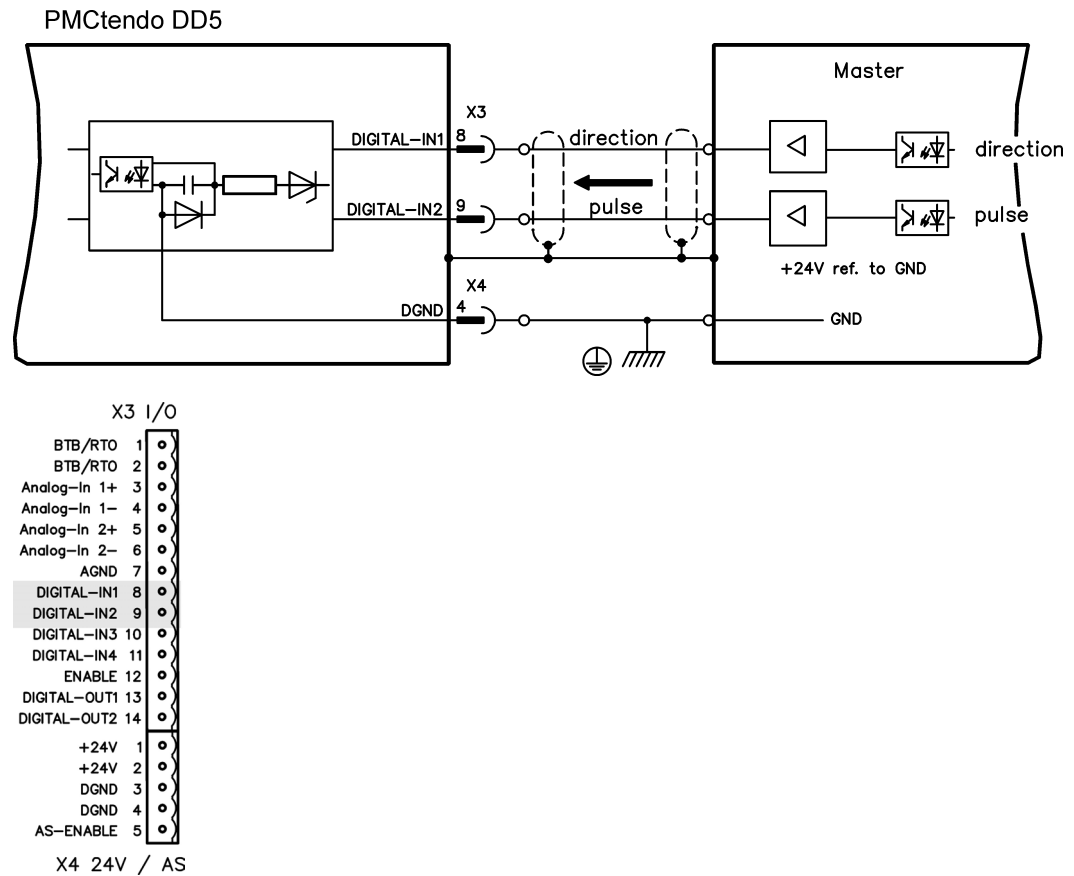 PMCtendo DD5
Master
X3
DIGITAL-IN1 8 direction direction
DIGITAL-IN2 9 pulse pulse
+24V ref. to GND
X4
DGND 4 GND
X3 I/O
BTB/RTO 1
BTB/RTO 2
Analog-In 1+ 3
Analog-In 1- 4
Analog-In 2+ 5
Analog-In 2- 6
AGND 7
DIGITAL-IN1 8
DIGITAL-IN2 9
DIGITAL-IN3 10
DIGITAL-IN4 11
ENABLE 12
DIGITAL-OUT1 13
DIGITAL-OUT2 14
+24V 1
+24V 2
DGND 3
DGND 4
AS-ENABLE 5
X4 24V / AS